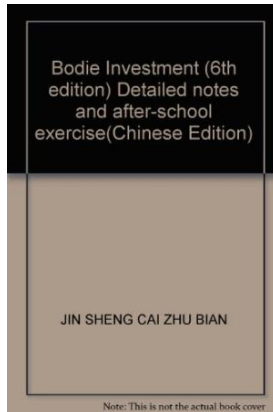 Bodie Investment (6th
edition) Detailed notes
and after-school
exercise(Chinese Edition)
JIN SHENG CAI ZHU BIAN
Note: This is not the actual book cover